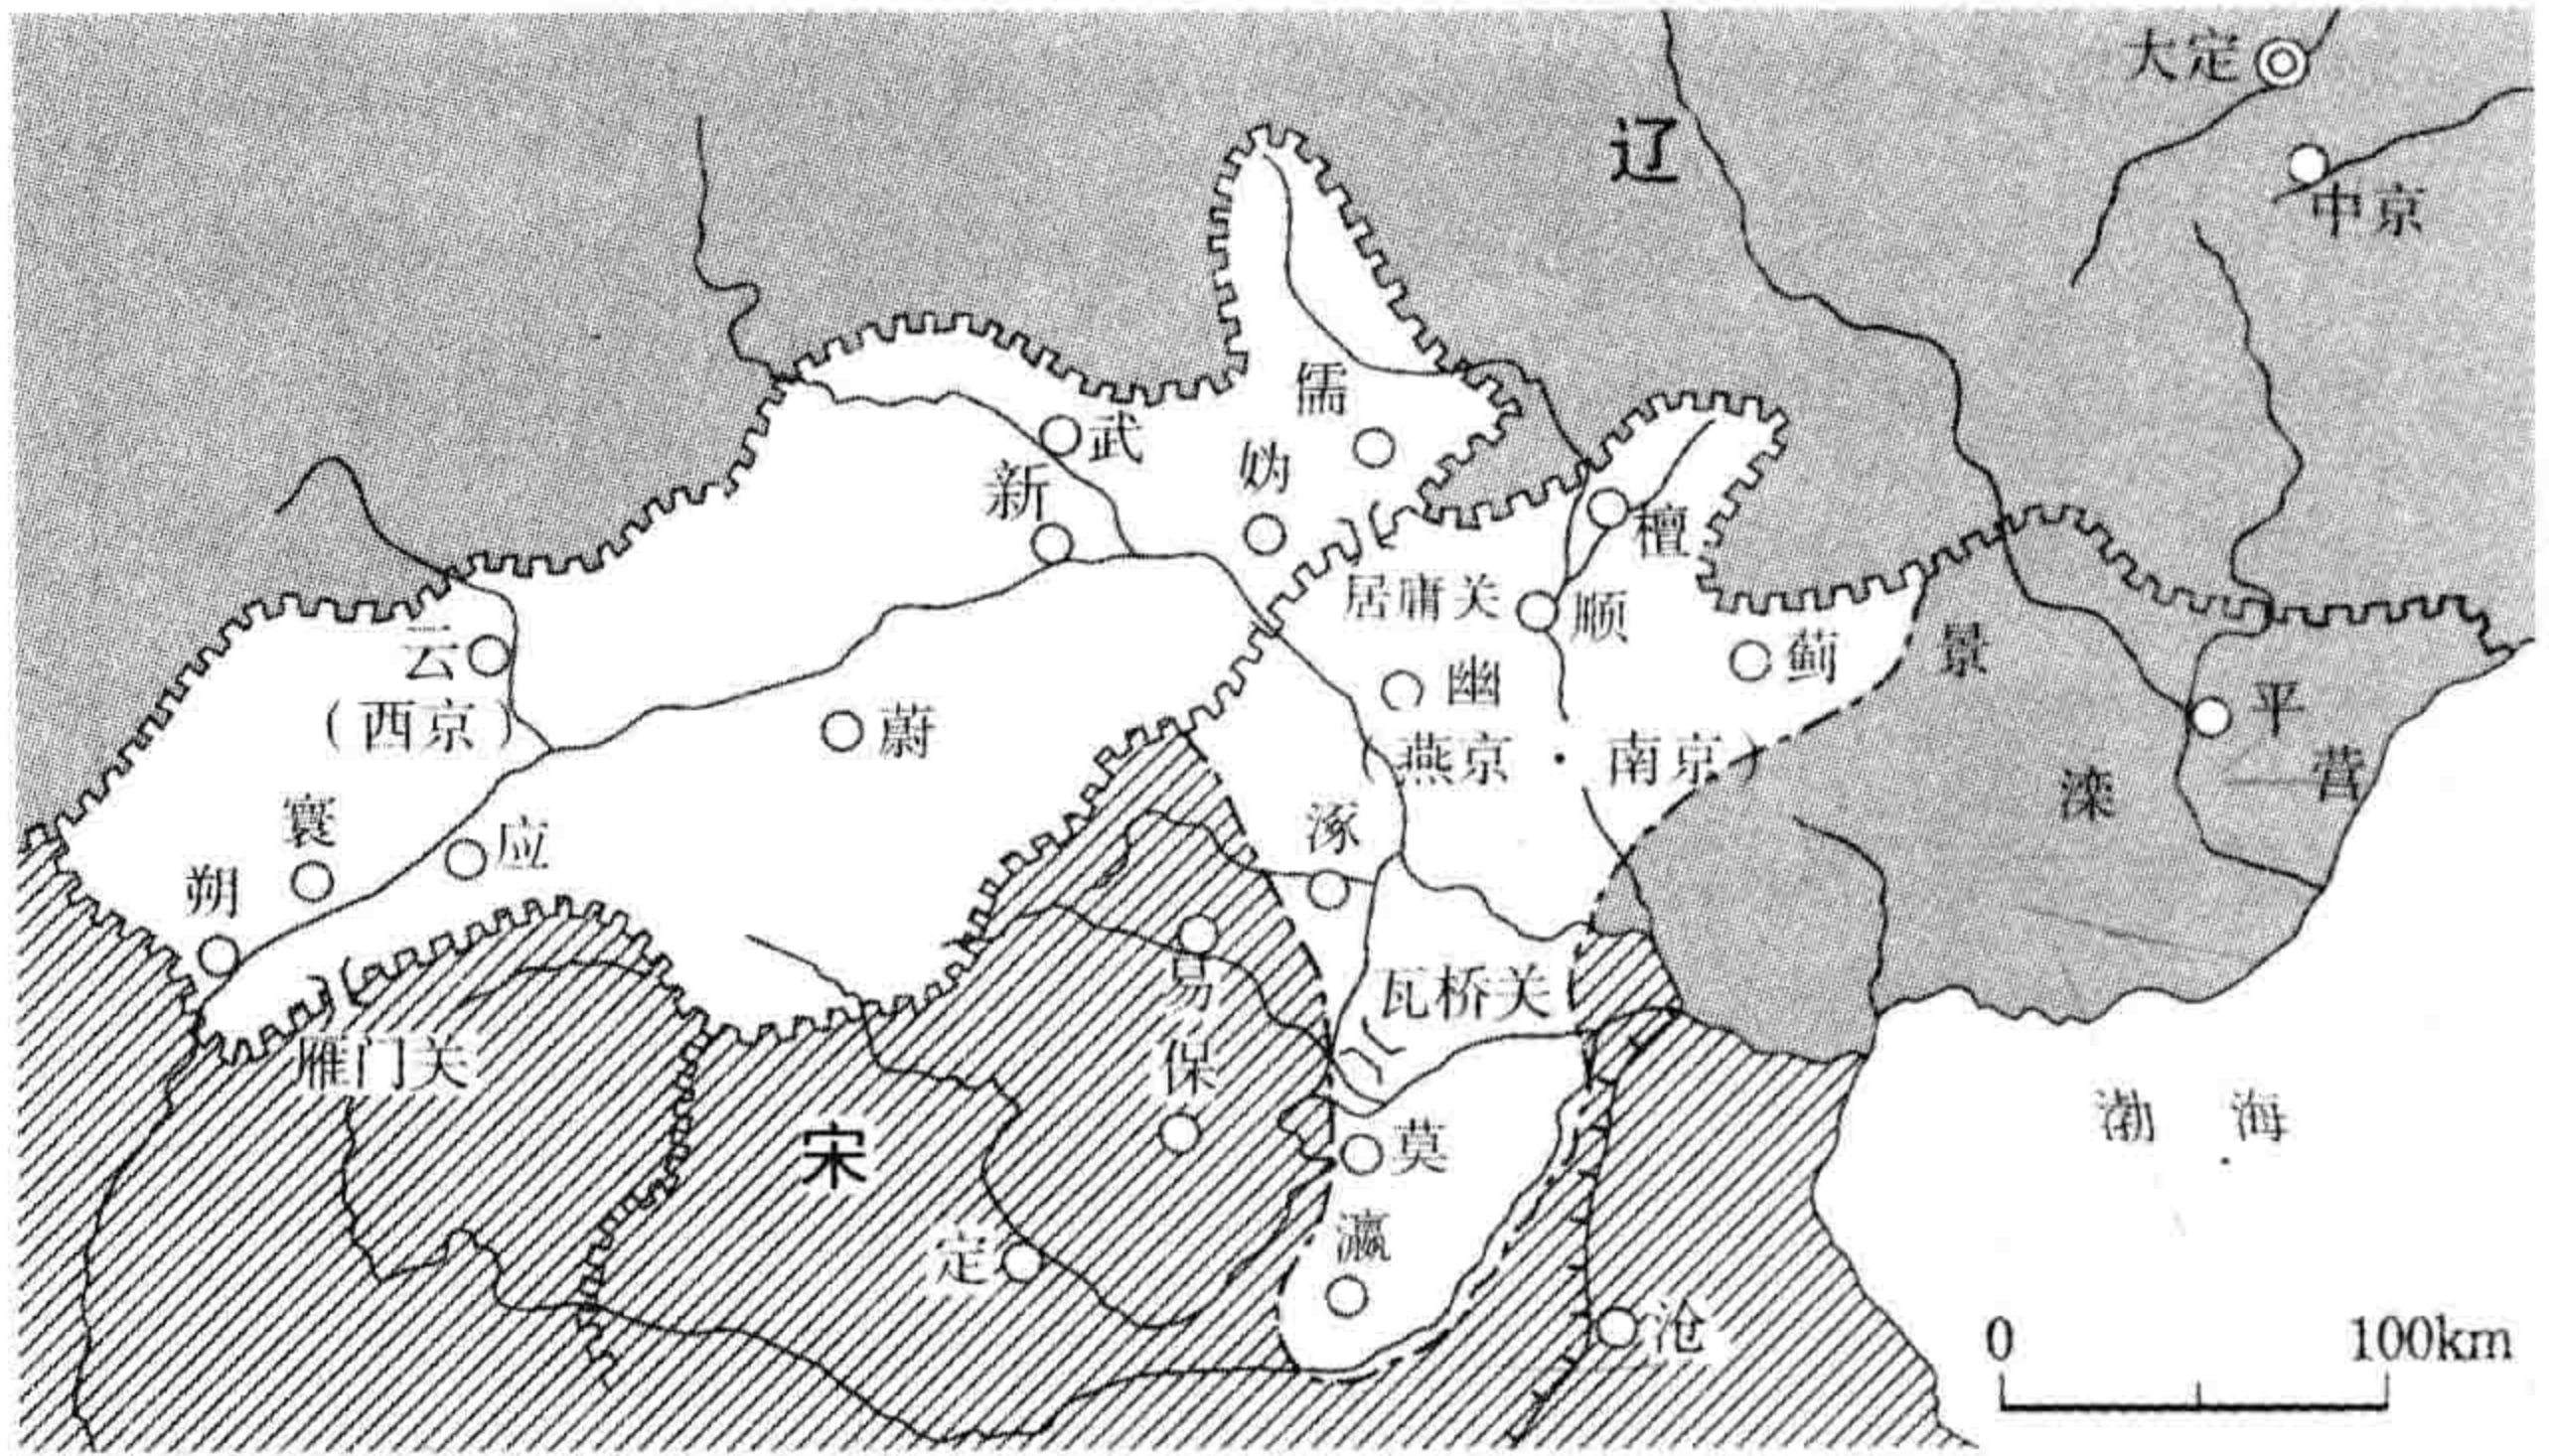 大定
辽
中京
儒
武
妫
新
檀
居庸关
顺
云
蓟
景
幽
(西京)
蔚
平
燕京·南京)
营
滦
寰
应
涿
朔
易
瓦桥关
雁门关
保
渤海
宋
莫
瀛
定
沧
0
100km